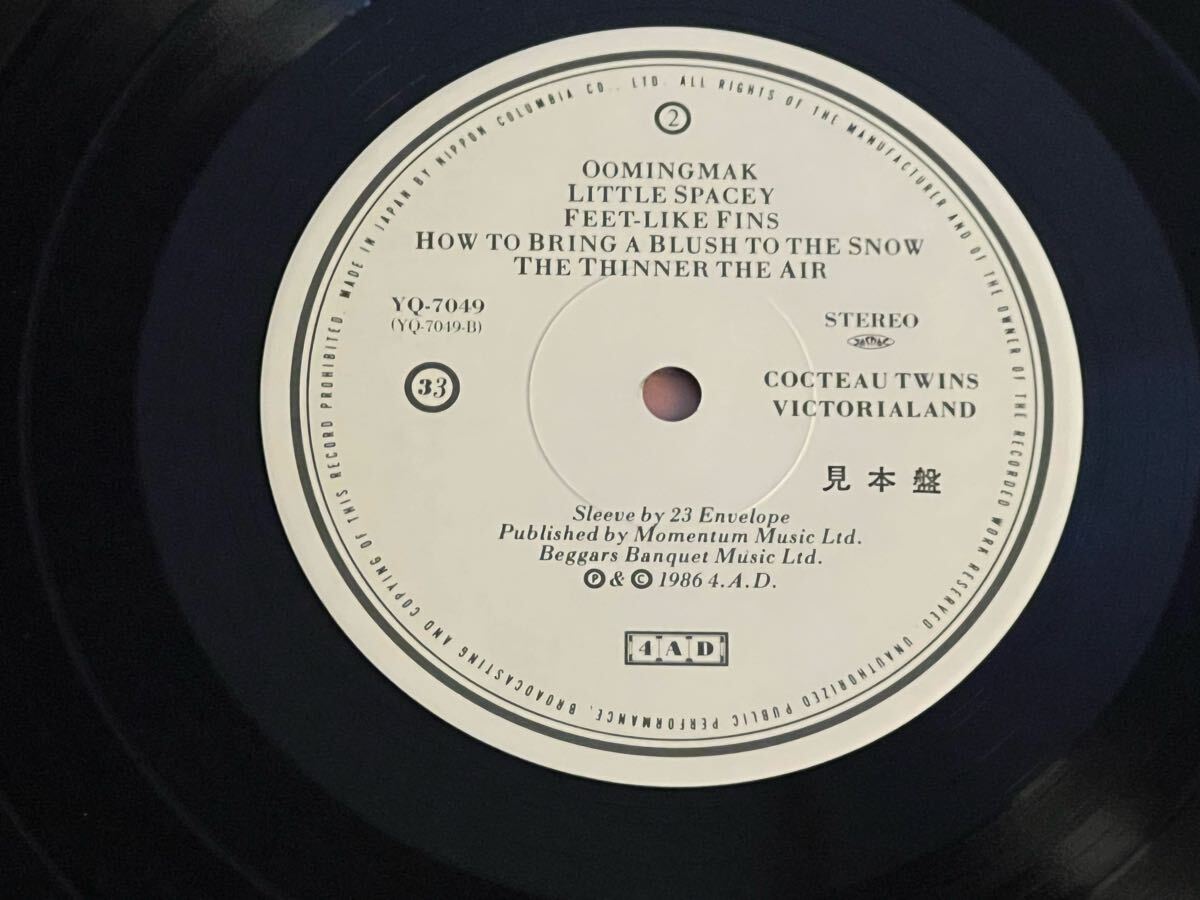 2
OOMINGMAK
LITTLE SPACEY
FEET-LIKE FINS
HOW TO BRING A BLUSH TO THE SNOW
THE THINNER THE AIR
YQ-7049
(YQ-7049-B)
STEREO
33
COCTEAU TWINS
VICTORIALAND
見本盤
Sleeve by 23 Envelope
Published by Momentum Music Ltd.
Beggars Banquet Music Ltd.
Ⓟ & © 1986 4.A.D.
4AD
MADE IN JAPAN BY NIPPON COLUMBIA CO., LTD. ALL RIGHTS OF THE MANUFACTURER AND OF THE OWNER OF THE RECORDED WORK RESERVED. UNAUTHORIZED PUBLIC PERFORMANCE, BROADCASTING AND COPYING OF THIS RECORD PROHIBITED.